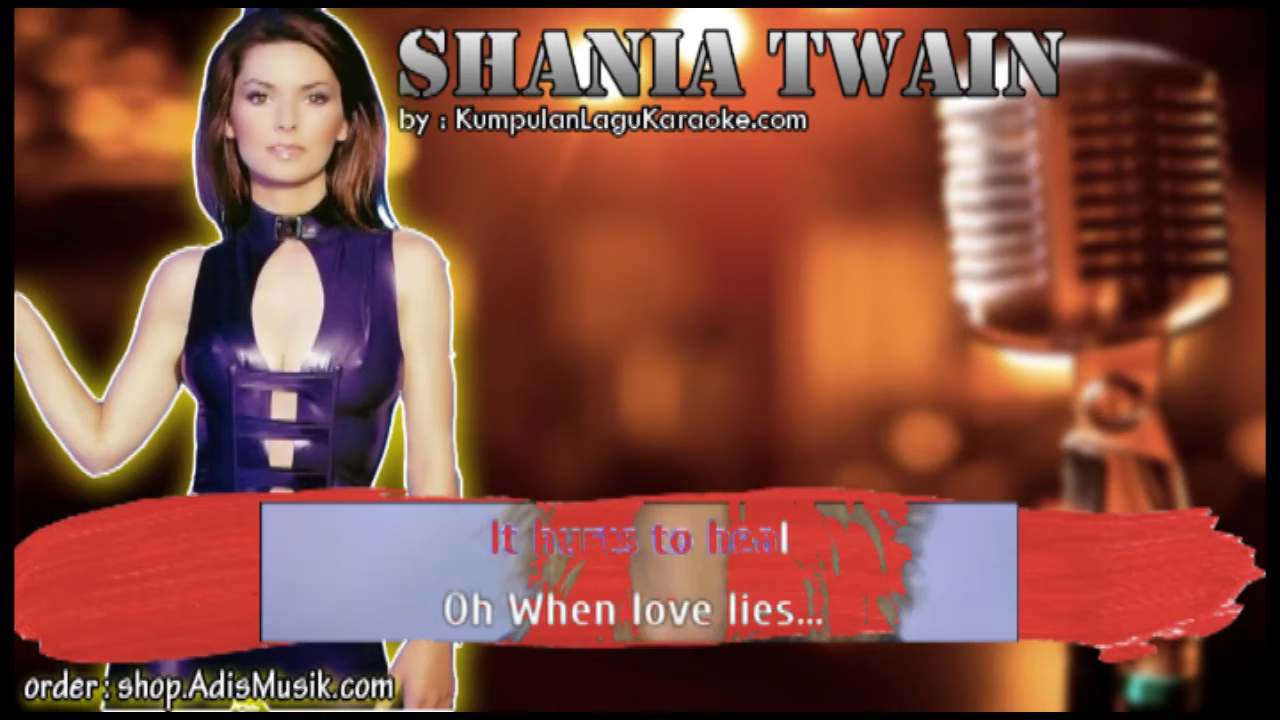 SHANIA TWAIN
by : KumpulanLaguKaraoke.com
It hurts to heal
Oh When love lies...
order : shop.AdisMusik.com